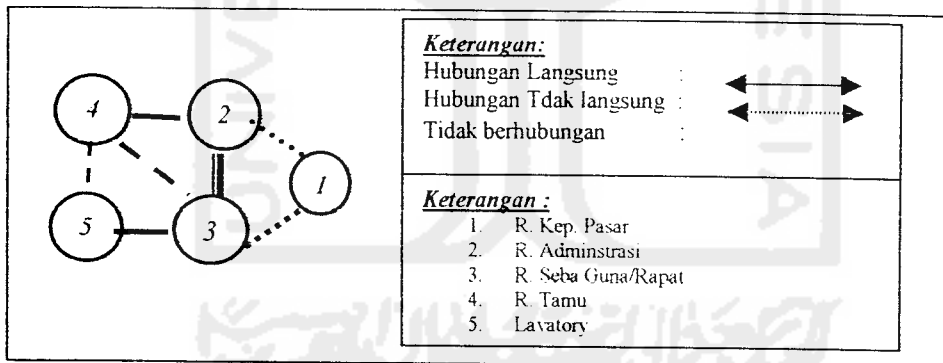 4
2
1
5
3
Keterangan:
Hubungan Langsung :
Hubungan Tdak langsung :
Tidak berhubungan :
Keterangan :
1. R. Kep. Pasar
2. R. Adminstrasi
3. R. Seba Guna/Rapat
4. R. Tamu
5. Lavatory